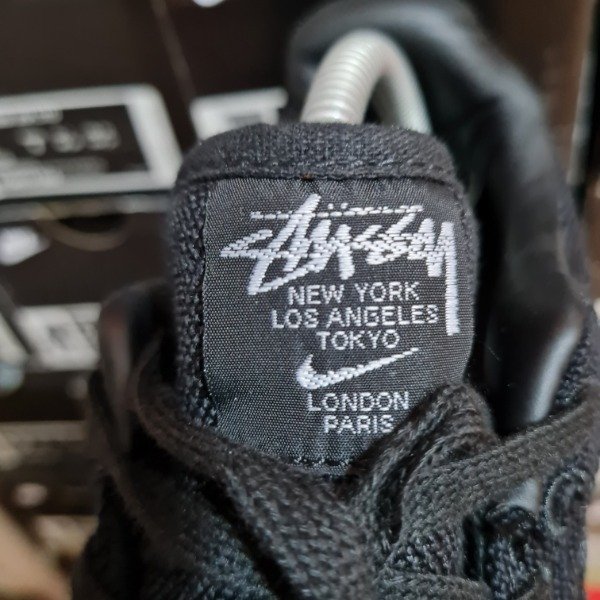 Stüssy
NEW YORK
LOS ANGELES
TOKYO
LONDON
PARIS